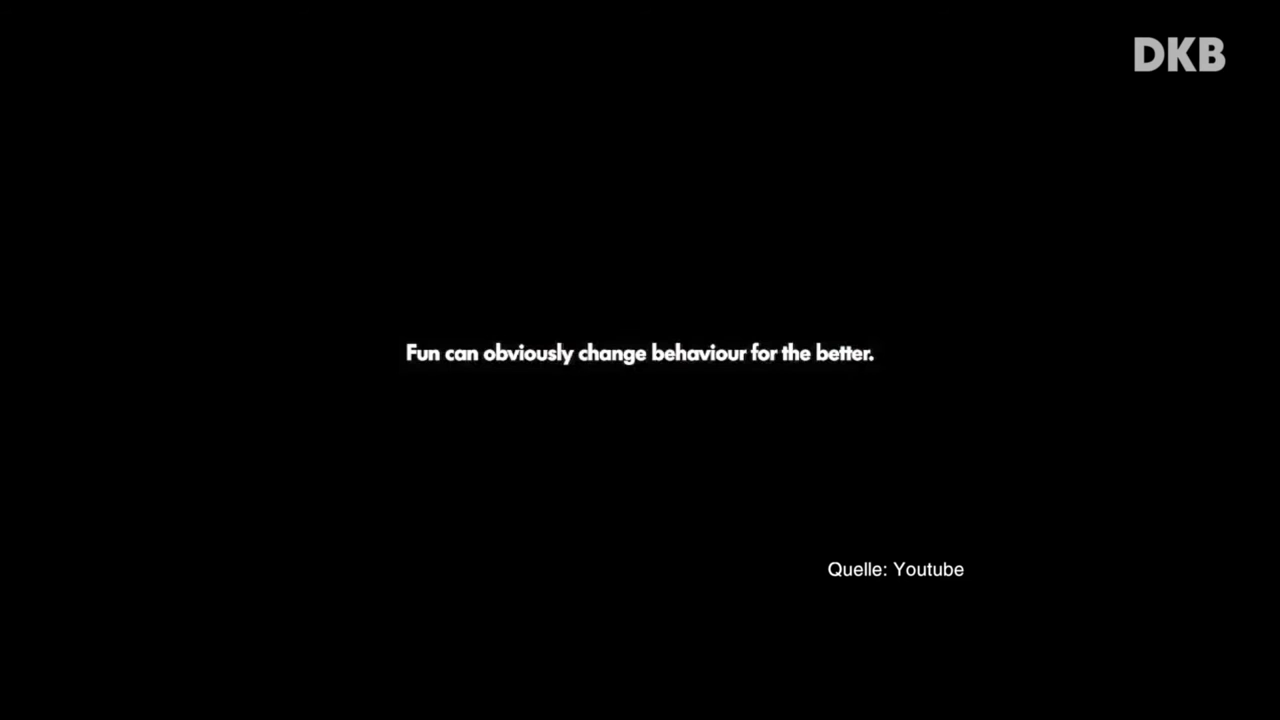 DKB
Fun can obviously change behaviour for the better.
Quelle: Youtube